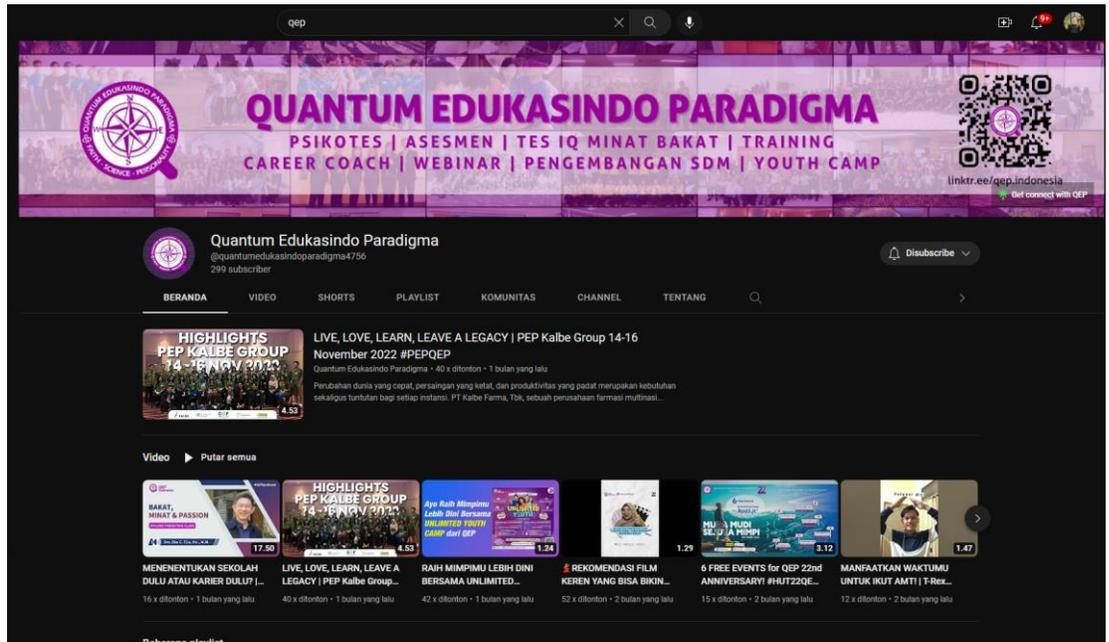 qep
9+
QUANTUM EDUKASINDO PARADIGMA
PSIKOTES | ASESMEN | TES IQ MINAT BAKAT | TRAINING
CAREER COACH | WEBINAR | PENGEMBANGAN SDM | YOUTH CAMP
QUANTUM EDUKASINDO PARADIGMA
FAITH - SCIENCE - PERSONALITY
linktr.ee/qep.indonesia
Get connect with QEP
Quantum Edukasindo Paradigma
@quantumedukasindoparadigma4756
299 subscriber
Disubscribe
BERANDA VIDEO SHORTS PLAYLIST KOMUNITAS CHANNEL TENTANG
HIGHLIGHTS
PEP KALBE GROUP
14-16 NOV 2022
4.53
LIVE, LOVE, LEARN, LEAVE A LEGACY | PEP Kalbe Group 14-16
November 2022 #PEPQEP
Quantum Edukasindo Paradigma • 40 x ditonton • 1 bulan yang lalu
Perubahan dunia yang cepat, persaingan yang ketat, dan produktivitas yang padat merupakan kebutuhan
sekaligus tuntutan bagi setiap instansi. PT Kalbe Farma, Tbk, sebuah perusahaan farmasi multinasi...
Video Putar semua
BAKAT,
MINAT & PASSION
17.50
HIGHLIGHTS
PEP KALBE GROUP
14-16 NOV 2022
4.53
Ayo Raih Mimpimu
Lebih Dini Bersama
UNLIMITED YOUTH
CAMP dari QEP
1.24
1.29
3.12
1.47
MENENENTUKAN SEKOLAH
DULU ATAU KARIER DULU? |...
16 x ditonton • 1 bulan yang lalu
LIVE, LOVE, LEARN, LEAVE A
LEGACY | PEP Kalbe Group...
40 x ditonton • 1 bulan yang lalu
RAIH MIMPIMU LEBIH DINI
BERSAMA UNLIMITED...
42 x ditonton • 1 bulan yang lalu
REKOMENDASI FILM
KEREN YANG BISA BIKIN...
52 x ditonton • 2 bulan yang lalu
6 FREE EVENTS for QEP 22nd
ANNIVERSARY! #HUT22QE...
15 x ditonton • 2 bulan yang lalu
MANFAATKAN WAKTUMU
UNTUK IKUT AMT! | T-Rex...
12 x ditonton • 2 bulan yang lalu